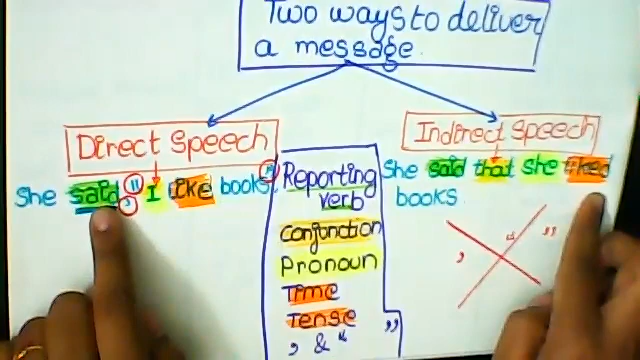 Two ways to deliver
a message.
Direct Speech
She said, " I like books."
Indirect Speech
She said that she liked
books.
Reporting
verb
Conjunction
Pronoun
Time
Tense
, & " "
, " "